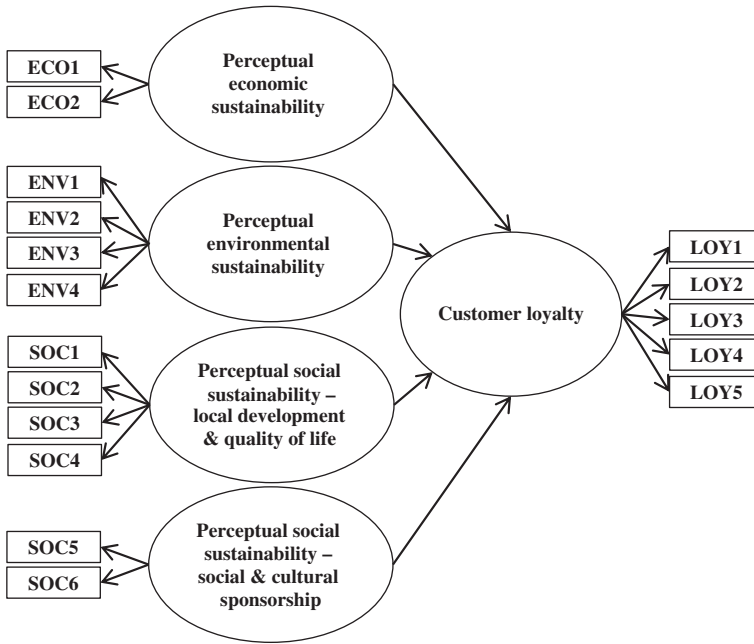 ECO1
ECO2
Perceptual
economic
sustainability
ENV1
ENV2
ENV3
ENV4
Perceptual
environmental
sustainability
SOC1
SOC2
SOC3
SOC4
Perceptual social
sustainability –
local development
& quality of life
SOC5
SOC6
Perceptual social
sustainability –
social & cultural
sponsorship
Customer loyalty
LOY1
LOY2
LOY3
LOY4
LOY5